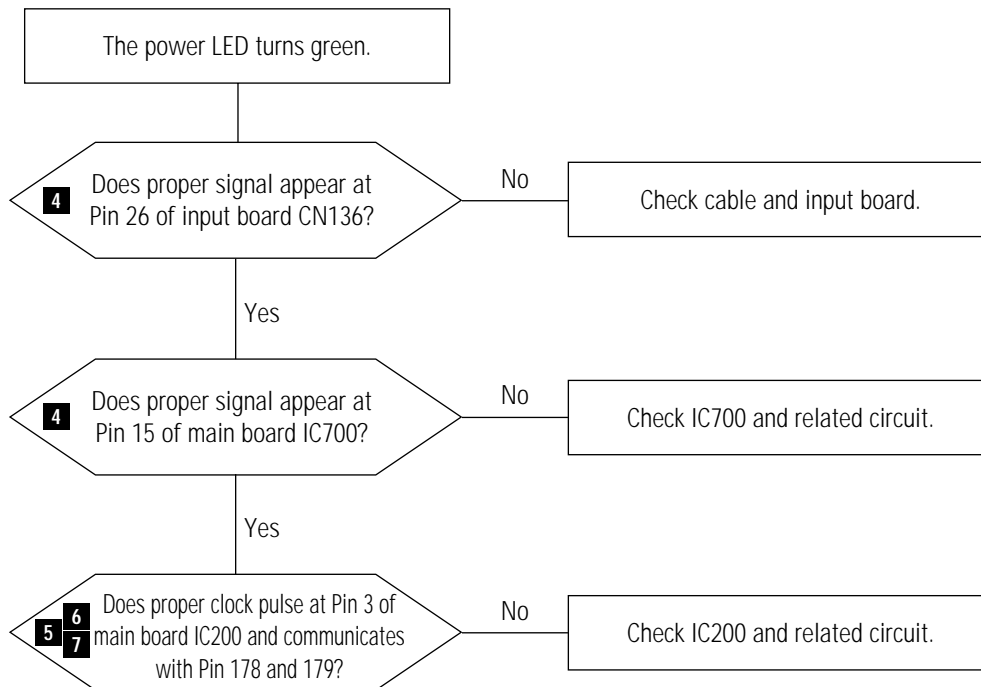 The power LED turns green.
4
Does proper signal appear at
Pin 26 of input board CN136?
No
Check cable and input board.
Yes
4
Does proper signal appear at
Pin 15 of main board IC700?
No
Check IC700 and related circuit.
Yes
5
6
7
Does proper clock pulse at Pin 3 of
main board IC200 and communicates
with Pin 178 and 179?
No
Check IC200 and related circuit.